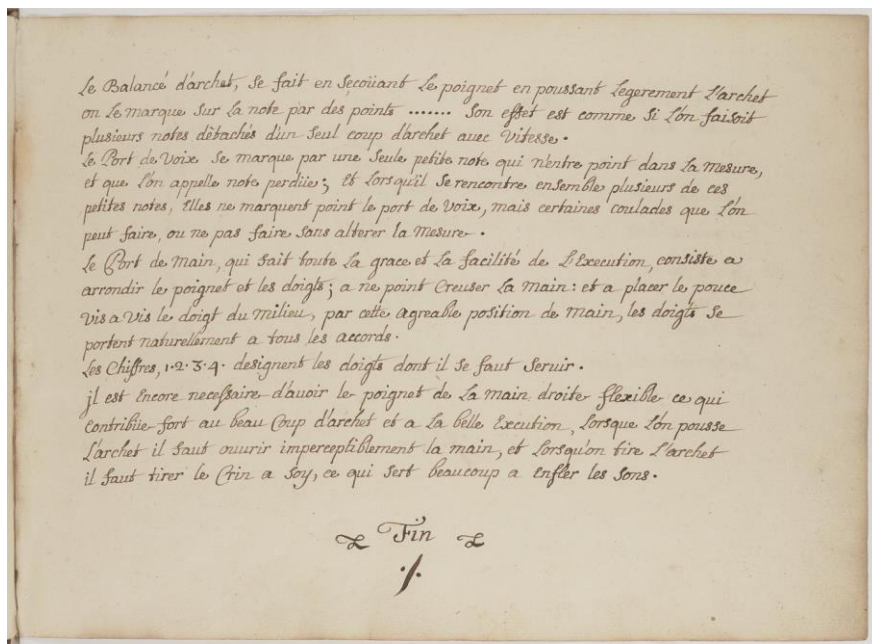 Le Balancé d'archet, se fait en secoüant le poignet en poussant legerement l'archet
on le marque sur la note par des points ....... son effét est comme si l'ón faisoit
plusieurs notes détachés d'un seul coup d'archet avec vitesse.
Le Port de Voix se marque par une seule petite note qui n'entre point dans la mesure,
et que l'ón appelle note perdüe; et lorsqu'il se rencontre ensemble plusieurs de ces
petites notes, Elles ne marquent point le port de voix, mais certaines coulades que l'ón
peut faire, ou ne pas faire sans alterer la mesure.
Le Port de main, qui fait toute la grace et la facilité de l'Execution, consiste a
arrondir le poignet et les doigts; a ne point creuser la main: et a placer le pouce
vis a vis le doigt du milieu, par cette agreable position de main, les doigts se
portent naturellement a tous les accords.
Les Chiffres, 1.2.3.4. designent les doigts dont il se faut servir.
jl est encore necessaire d'avoir le poignet de la main droite flexible ce qui
contribüe fort au beau coup d'archet et a la belle Execution, lorsque l'ón pousse
l'archet il faut ouurir imperceptiblement la main, et lorsqu'on tire l'archet
il faut tirer le Crin a soy, ce qui sert beaucoup a enfler les sons.
Fin